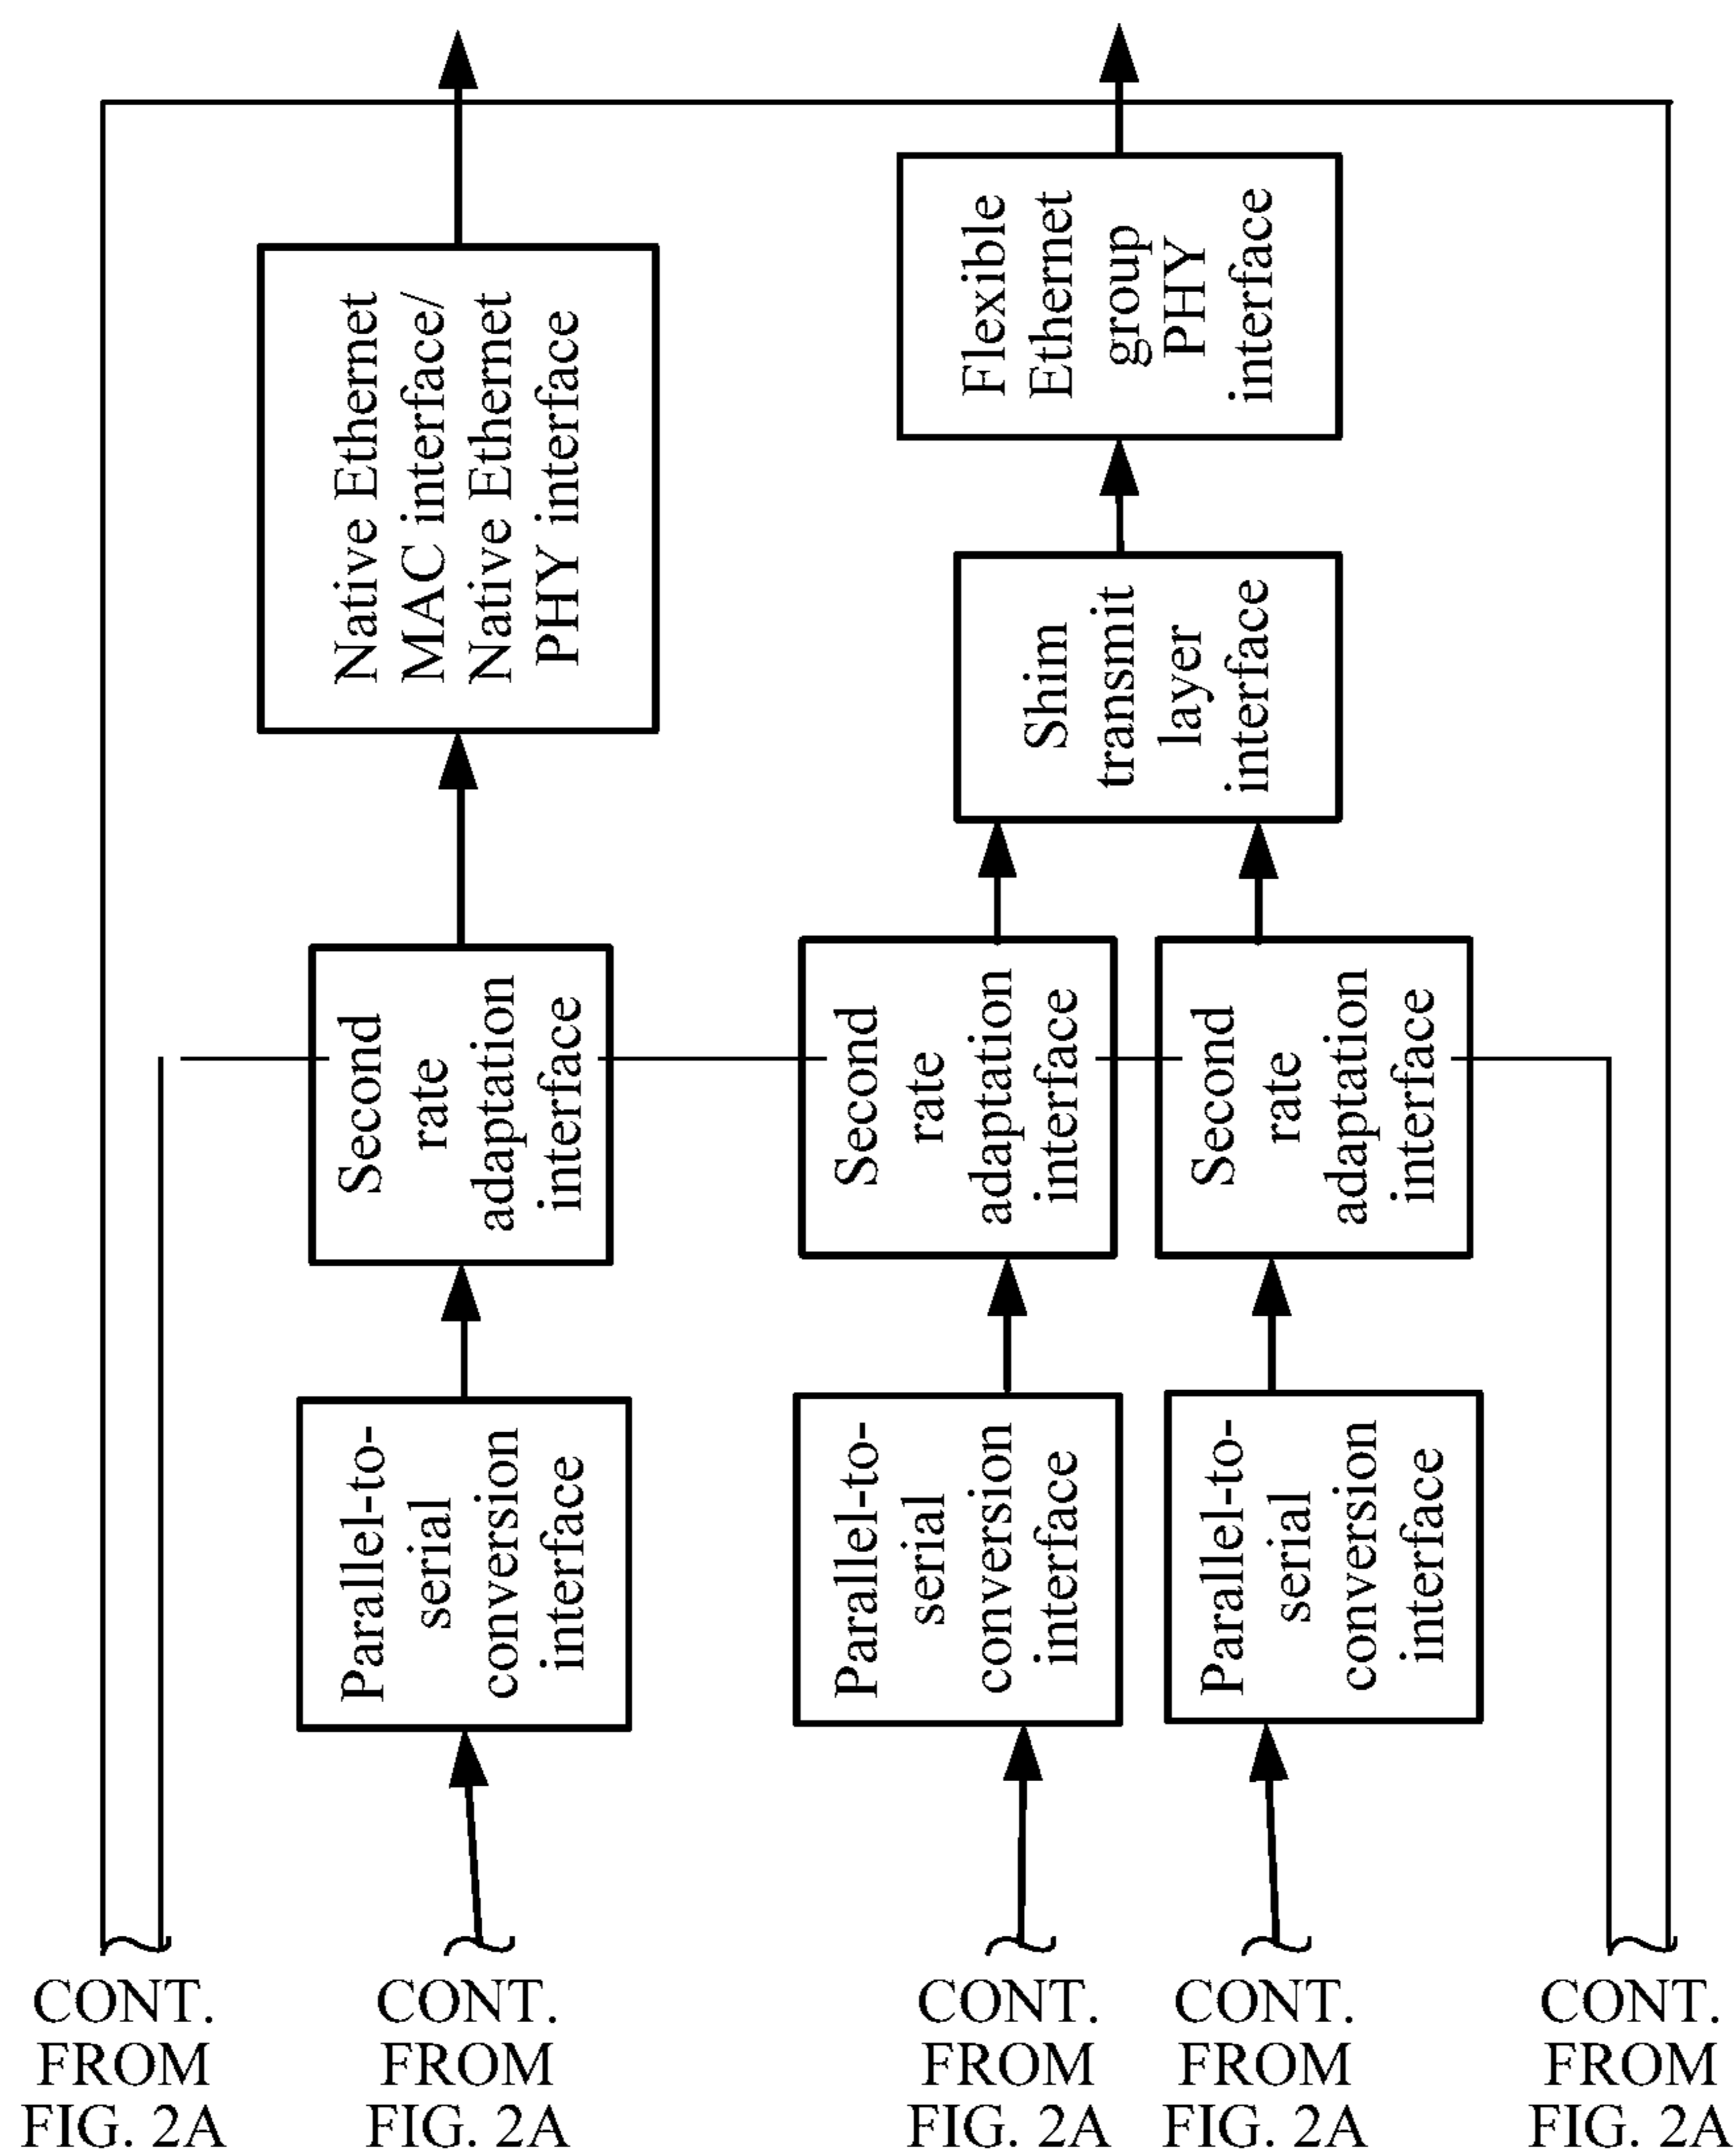 Native Ethernet
MAC interface/
Native Ethernet
PHY interface
Flexible
Ethernet
group
PHY
interface
Shim
transmit
layer
interface
Second
rate
adaptation
interface
Second
rate
adaptation
interface
Second
rate
adaptation
interface
Parallel-to-
serial
conversion
interface
Parallel-to-
serial
conversion
interface
Parallel-to-
serial
conversion
interface
CONT.
FROM
FIG. 2A
CONT.
FROM
FIG. 2A
CONT.
FROM
FIG. 2A
CONT.
FROM
FIG. 2A
CONT.
FROM
FIG. 2A